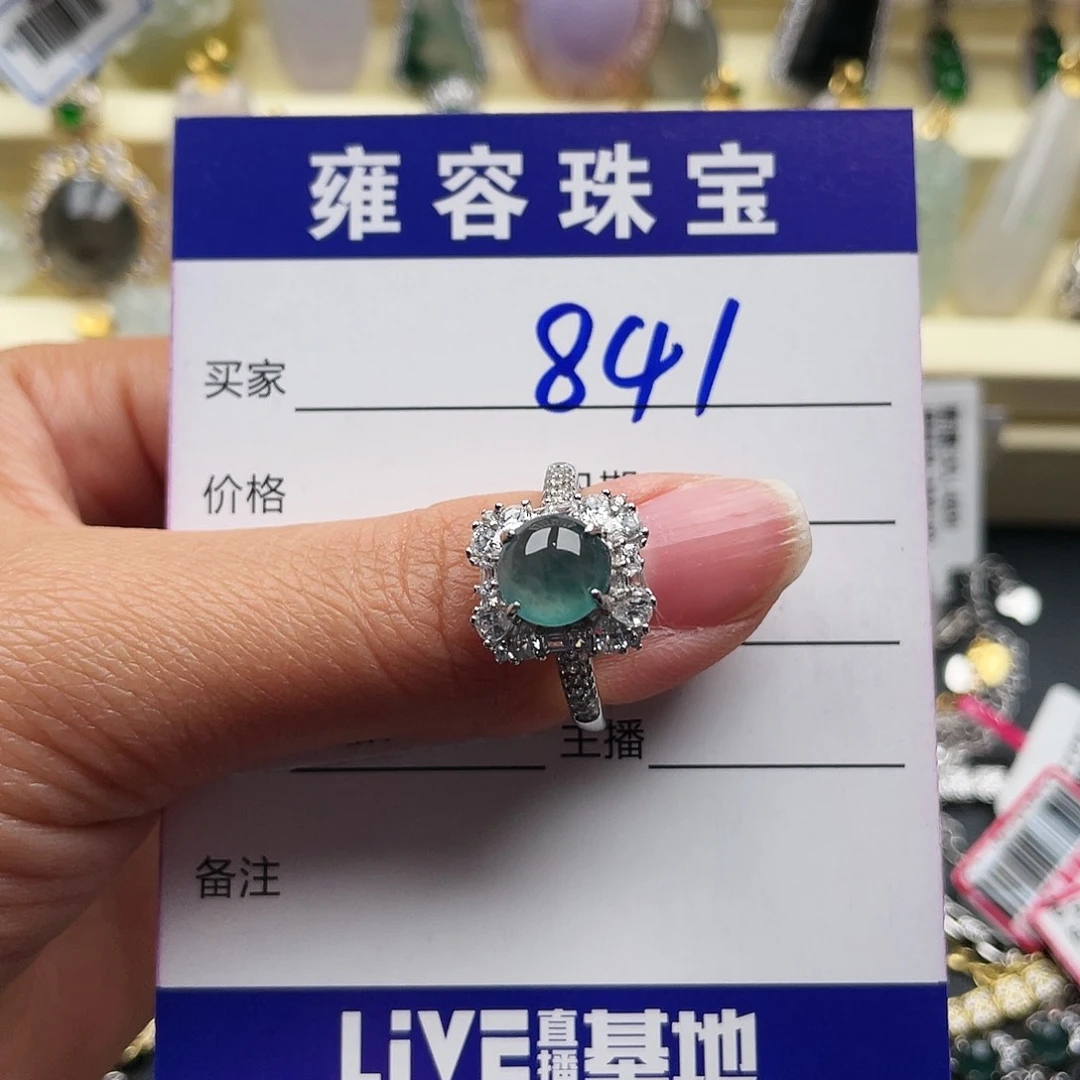 雍容珠宝
买家 841
价格
主播
备注
LiVE直播基地